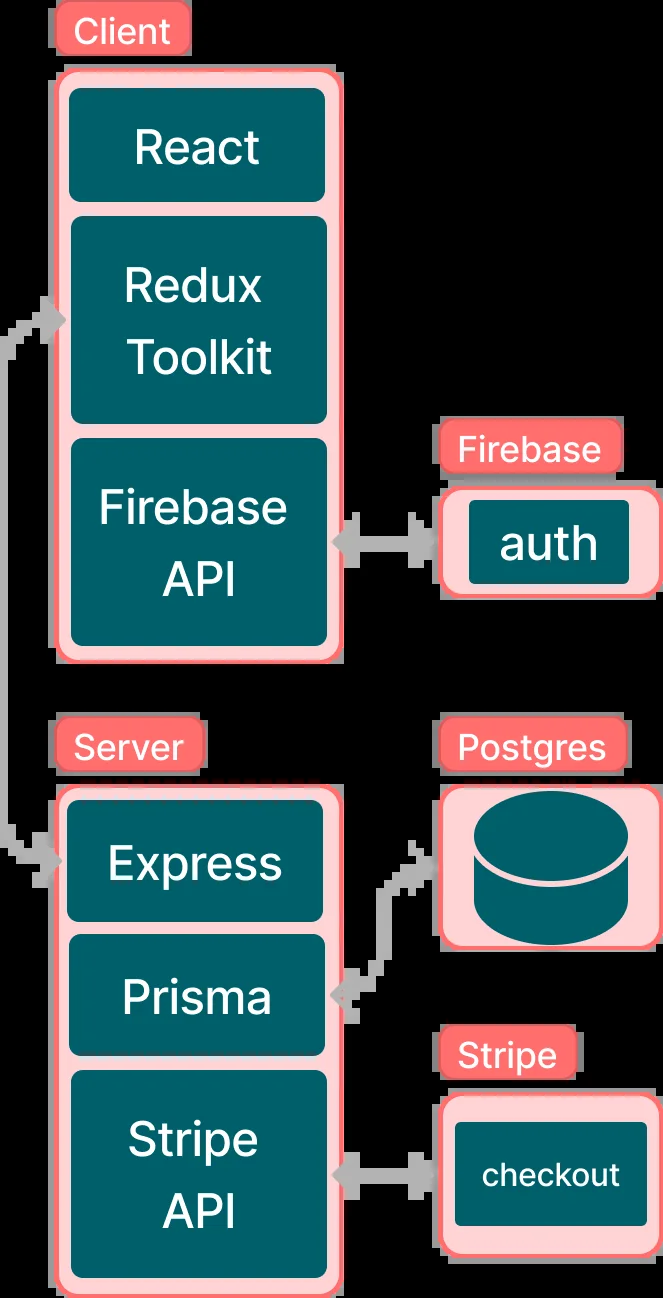 Client
React
Redux
Toolkit
Firebase
API
Firebase
auth
Server
Express
Prisma
Stripe
API
Postgres
Stripe
checkout